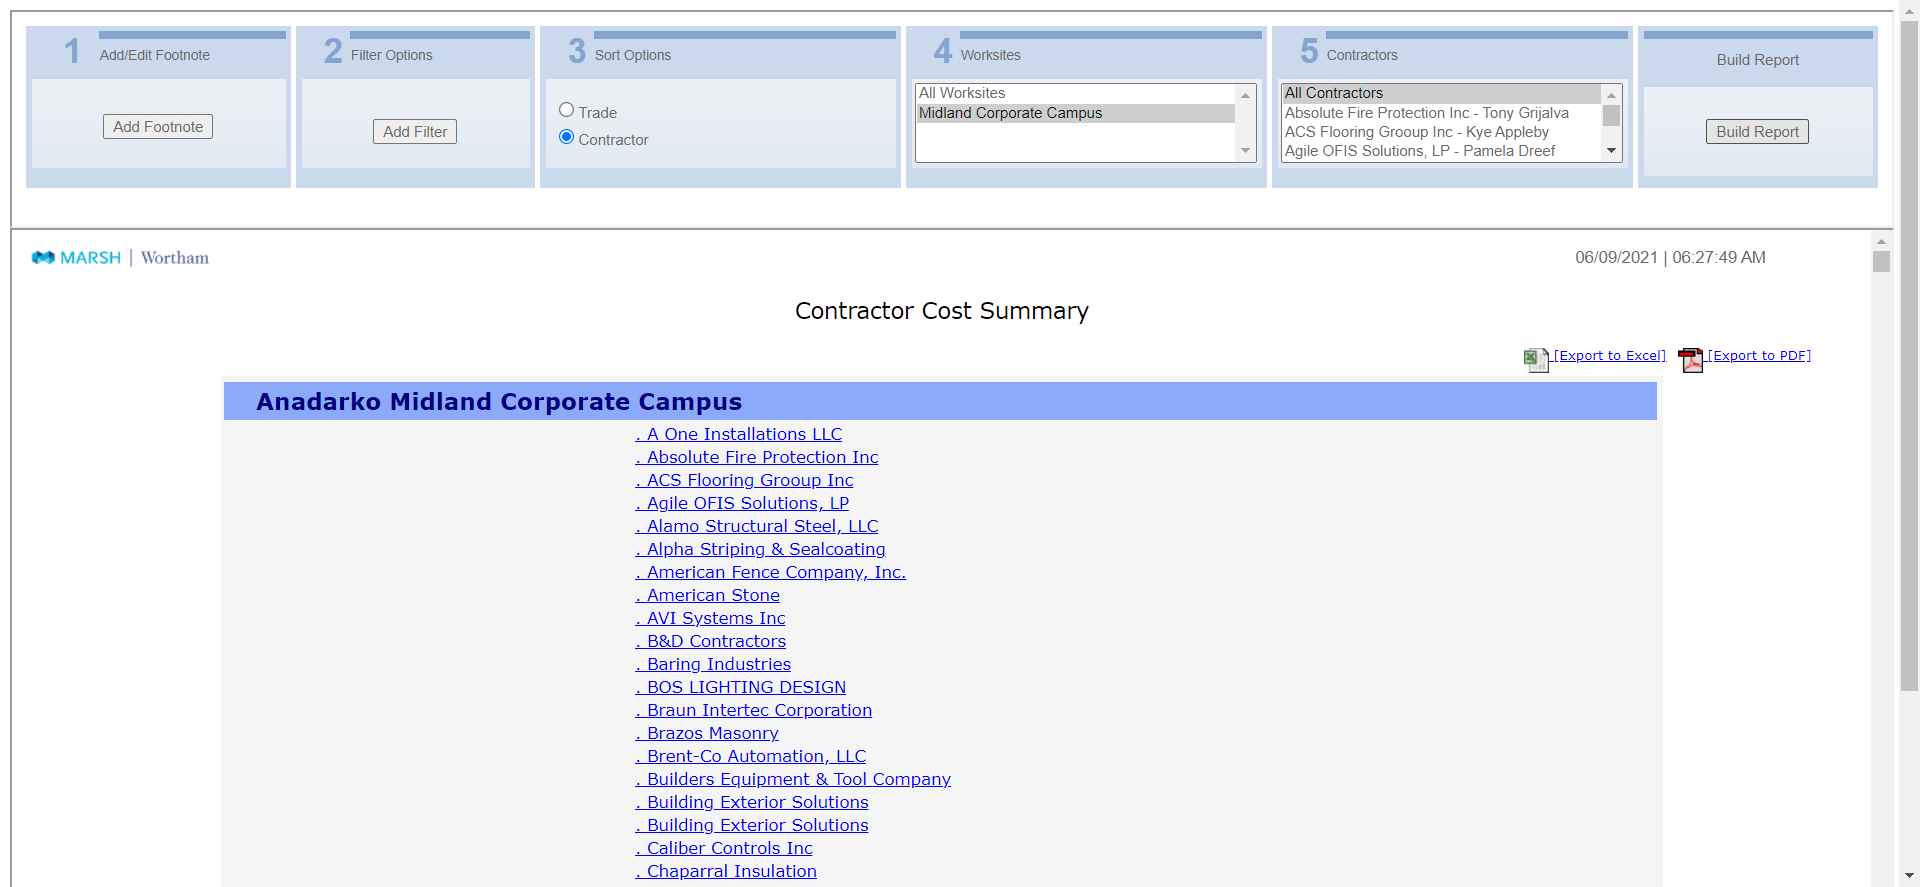 1 Add/Edit Footnote
Add Footnote
2 Filter Options
Add Filter
3 Sort Options
Trade
Contractor
4 Worksites
All Worksites
Midland Corporate Campus
5 Contractors
All Contractors
Absolute Fire Protection Inc - Tony Grijalva
ACS Flooring Grooup Inc - Kye Appleby
Agile OFIS Solutions, LP - Pamela Dreef
Build Report
Build Report
MARSH | Wortham
06/09/2021 | 06:27:49 AM
Contractor Cost Summary
[Export to Excel] [Export to PDF]
Anadarko Midland Corporate Campus
. A One Installations LLC
. Absolute Fire Protection Inc
. ACS Flooring Grooup Inc
. Agile OFIS Solutions, LP
. Alamo Structural Steel, LLC
. Alpha Striping & Sealcoating
. American Fence Company, Inc.
. American Stone
. AVI Systems Inc
. B&D Contractors
. Baring Industries
. BOS LIGHTING DESIGN
. Braun Intertec Corporation
. Brazos Masonry
. Brent-Co Automation, LLC
. Builders Equipment & Tool Company
. Building Exterior Solutions
. Building Exterior Solutions
. Caliber Controls Inc
. Chaparral Insulation